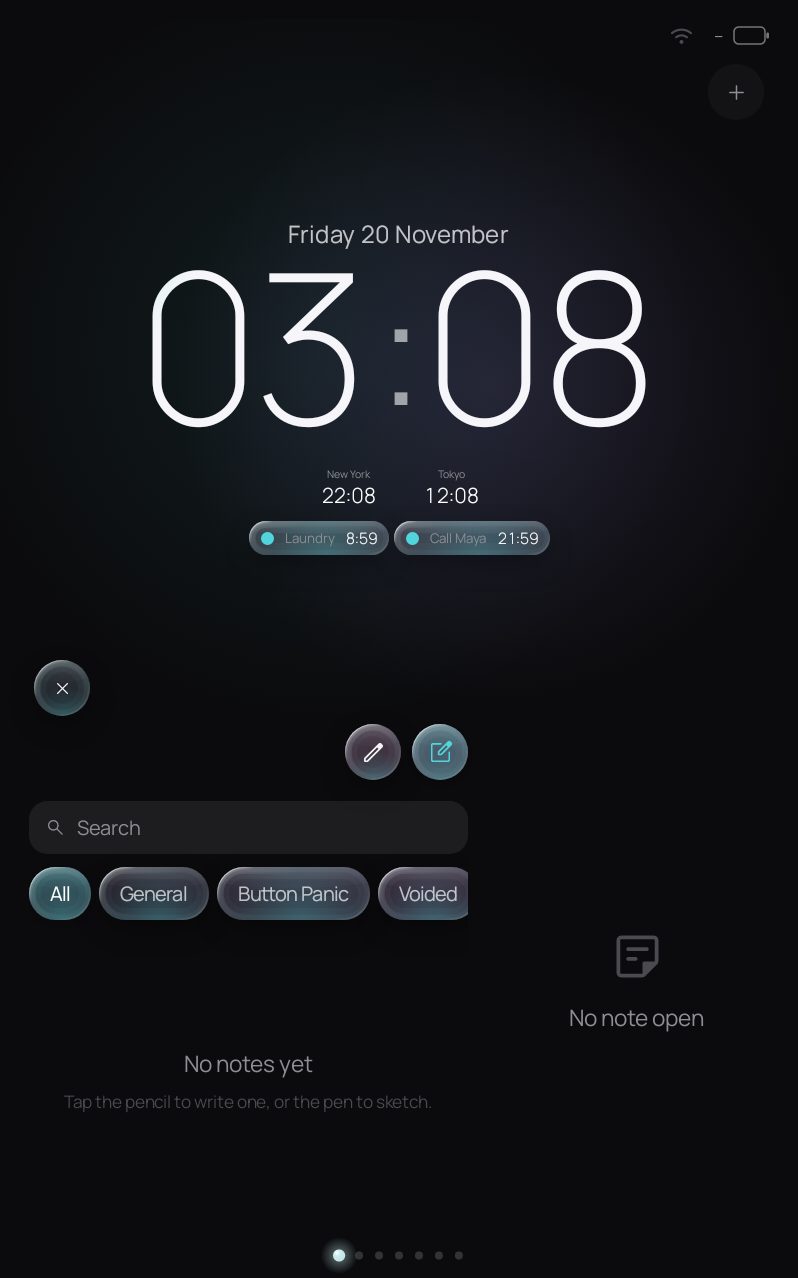 –
Friday 20 November
03:08
New York Tokyo
22:08 12:08
Laundry 8:59 Call Maya 21:59
Search
All General Button Panic Voided
No note open
No notes yet
Tap the pencil to write one, or the pen to sketch.